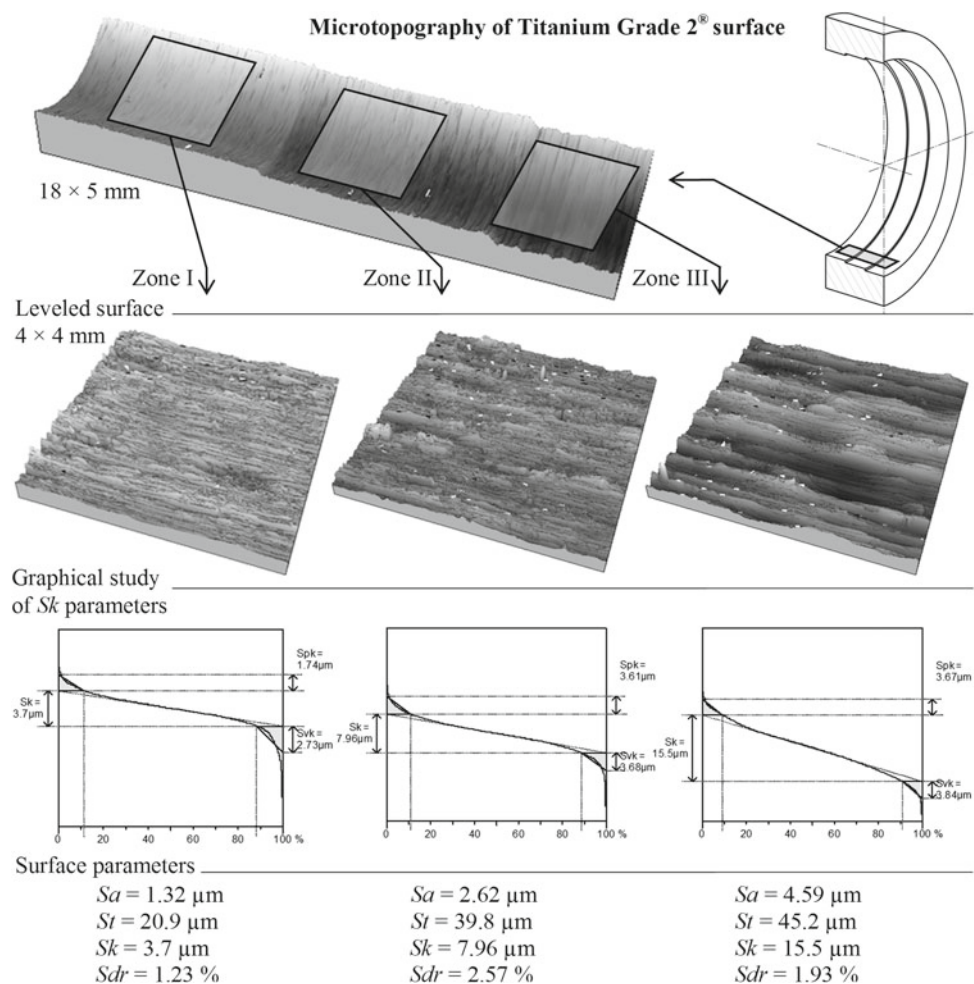 Microtopography of Titanium Grade 2® surface
18 × 5 mm
Zone I
Zone II
Zone III
Leveled surface
4 × 4 mm
Graphical study
of Sk parameters
Spk=
1.74µm
Sk=
3.7µm
Svk=
2.73µm
0 20 40 60 80 100 %
Spk=
3.61µm
Sk=
7.96µm
Svk=
3.68µm
0 20 40 60 80 100 %
Spk=
3.67µm
Sk=
15.5µm
Svk=
3.84µm
0 20 40 60 80 100 %
Surface parameters
Sa = 1.32 µm
St = 20.9 µm
Sk = 3.7 µm
Sdr = 1.23 %
Sa = 2.62 µm
St = 39.8 µm
Sk = 7.96 µm
Sdr = 2.57 %
Sa = 4.59 µm
St = 45.2 µm
Sk = 15.5 µm
Sdr = 1.93 %